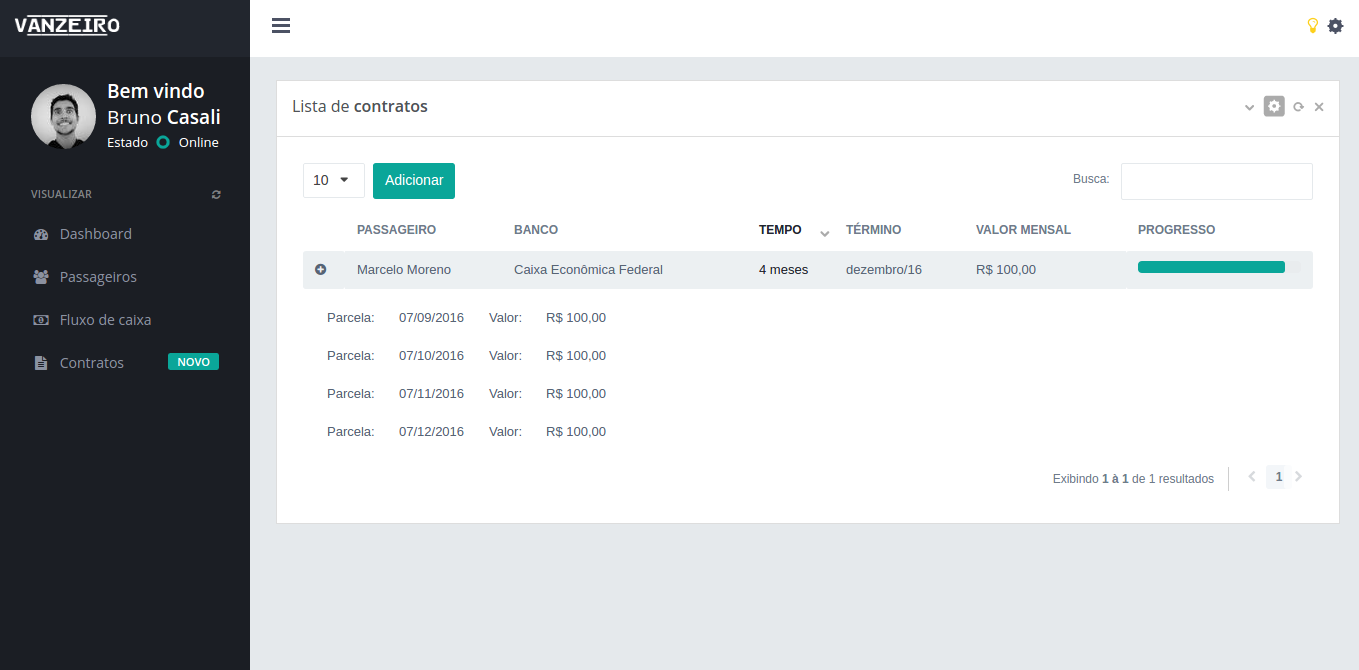 VANZEIRO
Bem vindo
Bruno Casali
Estado Online
VISUALIZAR
Dashboard
Passageiros
Fluxo de caixa
Contratos NOVO
Lista de contratos
10 Adicionar Busca:
PASSAGEIRO BANCO TEMPO TÉRMINO VALOR MENSAL PROGRESSO
Marcelo Moreno Caixa Econômica Federal 4 meses dezembro/16 R$ 100,00
Parcela: 07/09/2016 Valor: R$ 100,00
Parcela: 07/10/2016 Valor: R$ 100,00
Parcela: 07/11/2016 Valor: R$ 100,00
Parcela: 07/12/2016 Valor: R$ 100,00
Exibindo 1 à 1 de 1 resultados 1